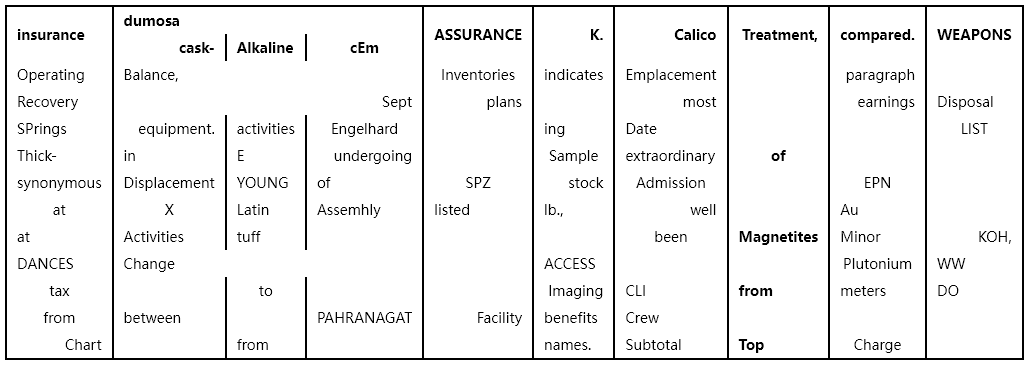 insurance dumosa ASSURANCE K. Calico Treatment, compared. WEAPONS
cask- Alkaline cEm
Operating Balance, Inventories indicates Emplacement paragraph
Recovery Sept plans most earnings Disposal
SPrings equipment. activities Engelhard ing Date LIST
Thick- in E undergoing Sample extraordinary of
synonymous Displacement YOUNG of SPZ stock Admission EPN
at X Latin Assemhly listed lb., well Au
at Activities tuff been Magnetites Minor KOH,
DANCES Change ACCESS Plutonium WW
tax to Imaging CLI from meters DO
from between PAHRANAGAT Facility benefits Crew
Chart from names. Subtotal Top Charge